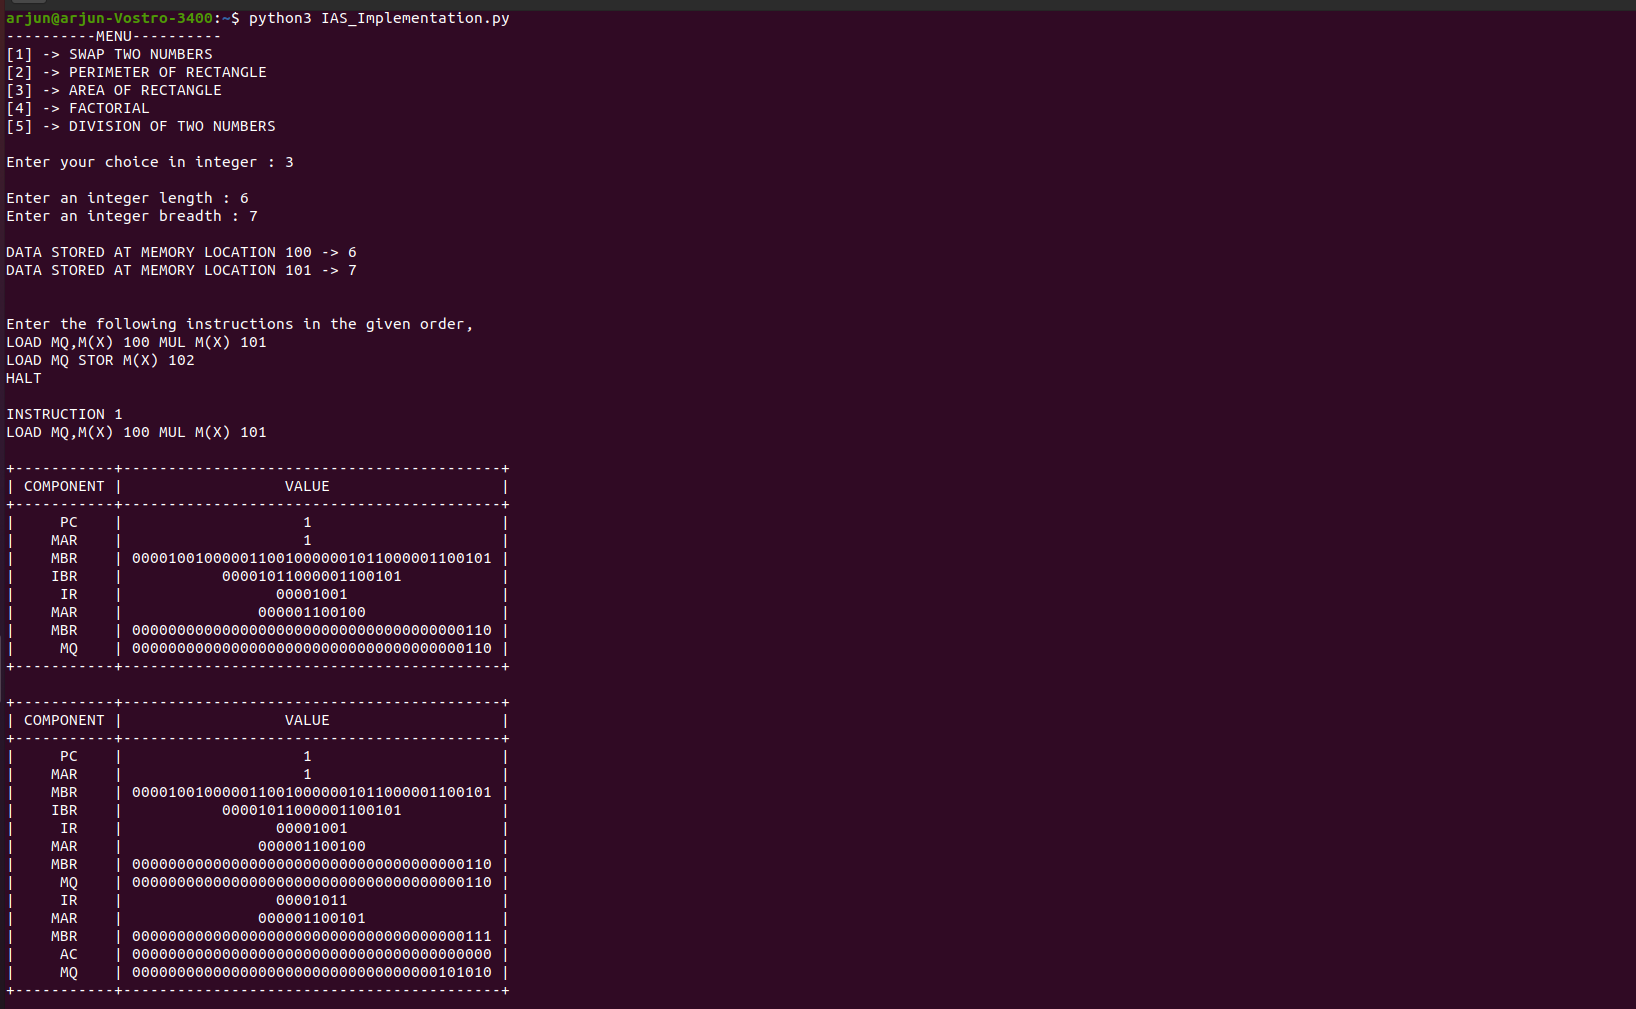 arjun@arjun-Vostro-3400:~$ python3 IAS_Implementation.py
----------MENU----------
[1] -> SWAP TWO NUMBERS
[2] -> PERIMETER OF RECTANGLE
[3] -> AREA OF RECTANGLE
[4] -> FACTORIAL
[5] -> DIVISION OF TWO NUMBERS

Enter your choice in integer : 3

Enter an integer length : 6
Enter an integer breadth : 7

DATA STORED AT MEMORY LOCATION 100 -> 6
DATA STORED AT MEMORY LOCATION 101 -> 7

Enter the following instructions in the given order,
LOAD MQ,M(X) 100 MUL M(X) 101
LOAD MQ STOR M(X) 102
HALT

INSTRUCTION 1
LOAD MQ,M(X) 100 MUL M(X) 101

+-----------+------------------------------------------+
| COMPONENT |                  VALUE                   |
+-----------+------------------------------------------+
|     PC    |                    1                     |
|    MAR    |                    1                     |
|    MBR    | 0000100100000110010000001011000001100101 |
|    IBR    |           00001011000001100101           |
|     IR    |                 00001001                 |
|    MAR    |               000001100100               |
|    MBR    | 0000000000000000000000000000000000000110 |
|     MQ    | 0000000000000000000000000000000000000110 |
+-----------+------------------------------------------+

+-----------+------------------------------------------+
| COMPONENT |                  VALUE                   |
+-----------+------------------------------------------+
|     PC    |                    1                     |
|    MAR    |                    1                     |
|    MBR    | 0000100100000110010000001011000001100101 |
|    IBR    |           00001011000001100101           |
|     IR    |                 00001001                 |
|    MAR    |               000001100100               |
|    MBR    | 0000000000000000000000000000000000000110 |
|     MQ    | 0000000000000000000000000000000000000110 |
|     IR    |                 00001011                 |
|    MAR    |               000001100101               |
|    MBR    | 0000000000000000000000000000000000000111 |
|     AC    | 0000000000000000000000000000000000000000 |
|     MQ    | 0000000000000000000000000000000000101010 |
+-----------+------------------------------------------+